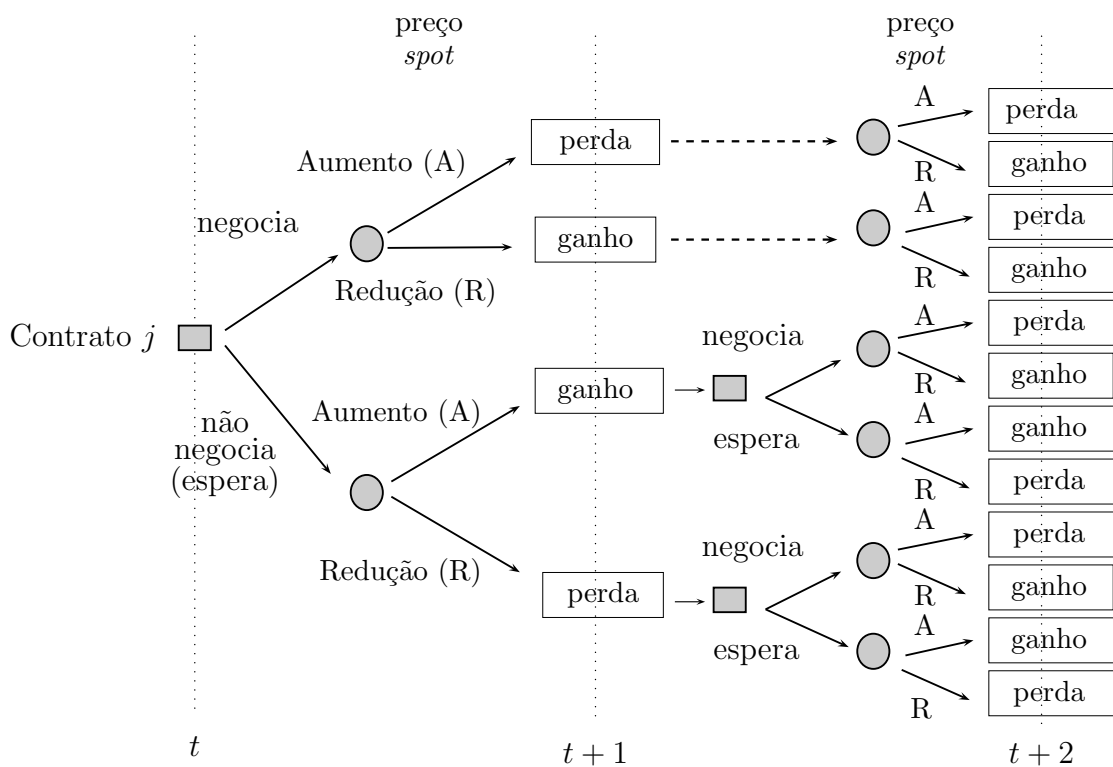 preço
spot
preço
spot
A
perda
Aumento (A)
perda
R
ganho
negocia
A
perda
ganho
Redução (R)
R
ganho
Contrato j
negocia
A
perda
Aumento (A)
ganho
R
ganho
não
negocia
(espera)
espera
A
ganho
R
perda
negocia
A
perda
Redução (R)
perda
R
ganho
espera
A
ganho
R
perda
t
t + 1
t + 2